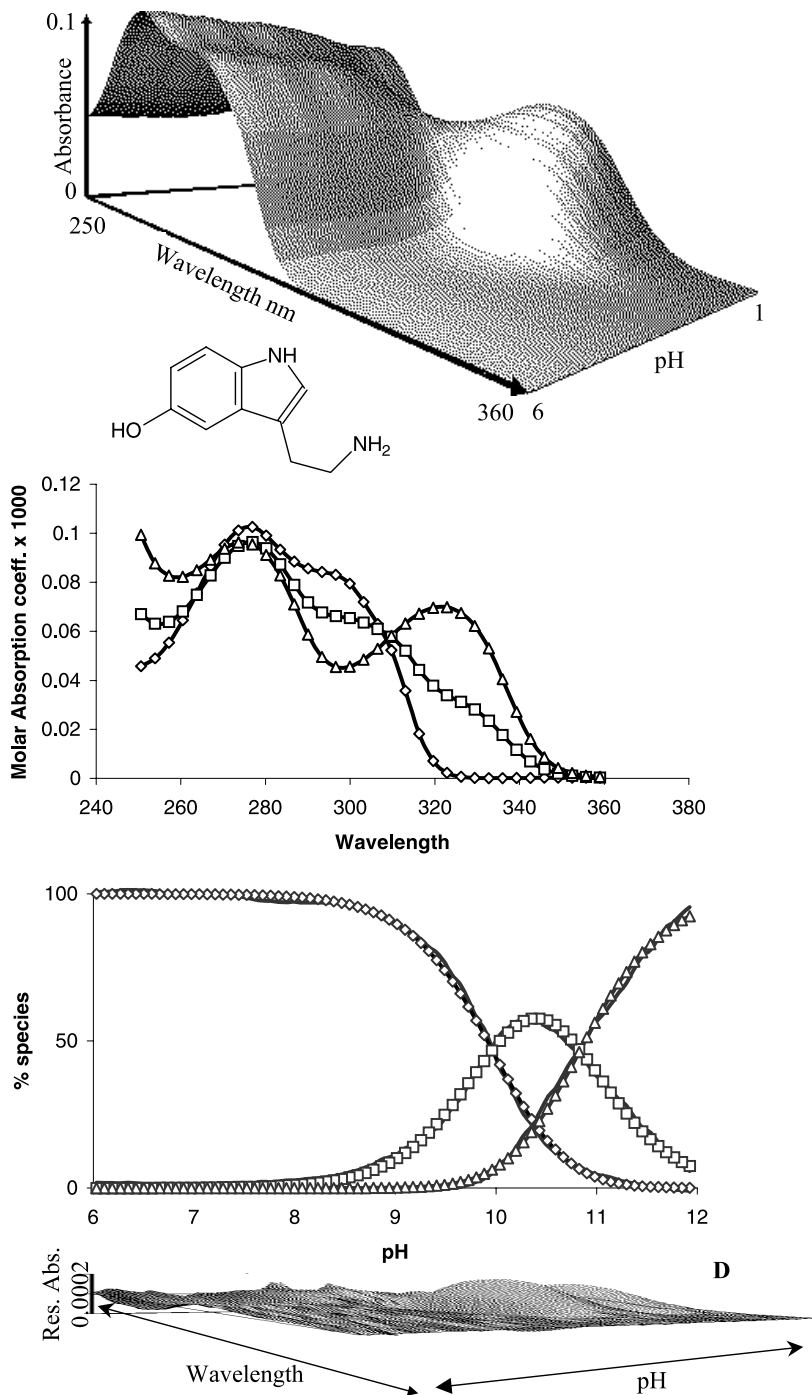 0.1
Absorbance
0
250
Wavelength nm
360
6
pH
1
NH
HO
NH2
Molar Absorption coeff. x 1000
0.12
0.1
0.08
0.06
0.04
0.02
0
240 260 280 300 320 340 360 380
Wavelength
% species
100
50
0
6 7 8 9 10 11 12
pH
D
Res. Abs.
0.0002
Wavelength
pH